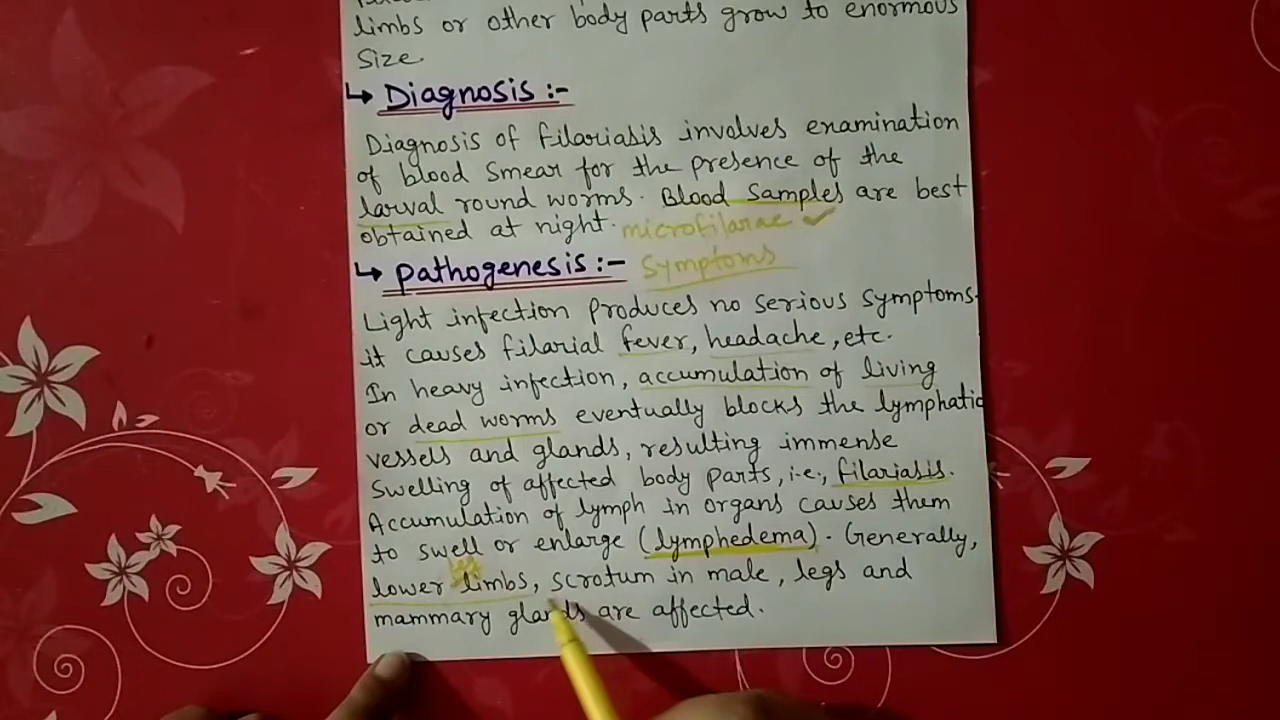 limbs or other body parts grow to enormous
Size.
↳ Diagnosis :-
Diagnosis of filariasis involves examination
of blood smear for the presence of the
larval round worms. Blood Samples are best
obtained at night. microfilarae ✓
↳ Pathogenesis :- Symptoms
Light infection produces no serious symptoms.
it causes filarial fever, headache, etc.
In heavy infection, accumulation of living
or dead worms eventually blocks the lymphatic
vessels and glands, resulting immense
swelling of affected body parts, i.e., filariasis.
Accumulation of lymph in organs causes them
to swell or enlarge (lymphedema). Generally,
lower limbs, scrotum in male, legs and
mammary glands are affected.